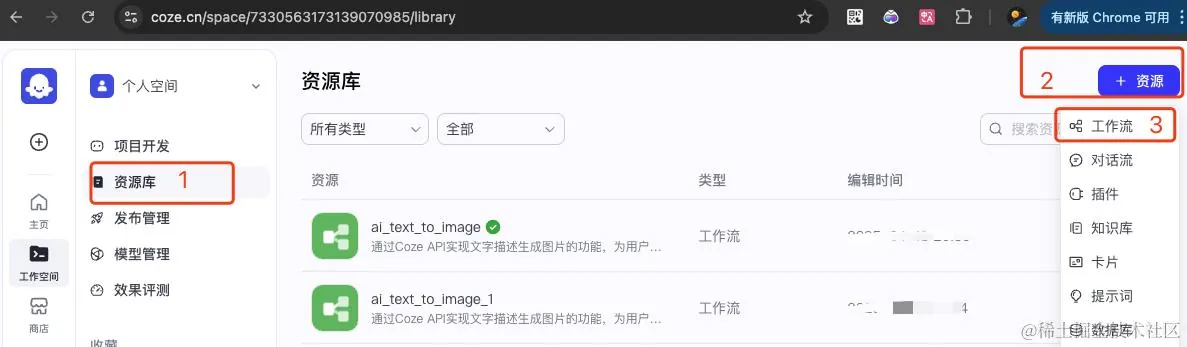 coze.cn/space/7330563173139070985/library
有新版 Chrome 可用
个人空间
资源库
2
+ 资源
所有类型
全部
搜索资
工作流 3
项目开发
资源库 1
资源
类型
编辑时间
对话流
发布管理
插件
主页
ai_text_to_image
通过Coze API实现文字描述生成图片的功能，为用户...
工作流
知识库
模型管理
工作空间
卡片
效果评测
ai_text_to_image_1
通过Coze API实现文字描述生成图片的功能，为用户...
工作流
4
提示词
商店
收藏
数据库
@稀土掘金技术社区